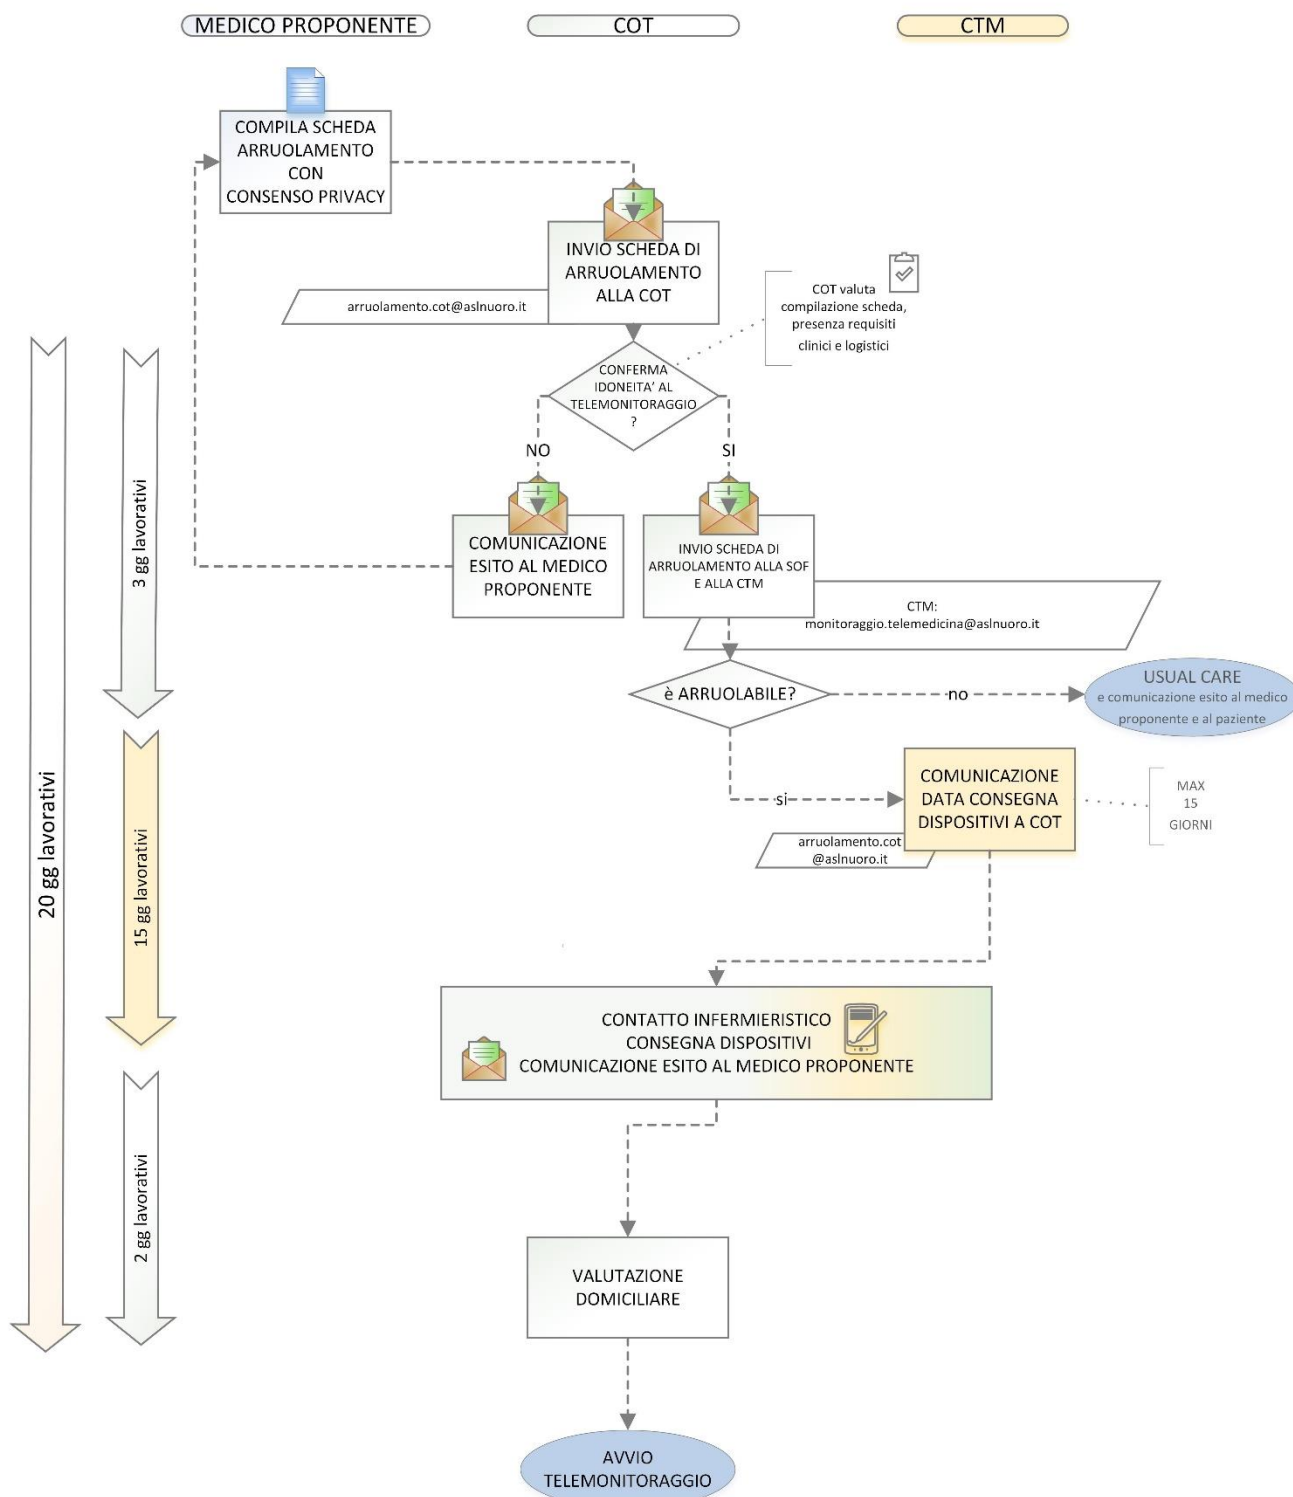 MEDICO PROPONENTE
COT
CTM
COMPILA SCHEDA
ARRUOLAMENTO
CON
CONSENSO PRIVACY
INVIO SCHEDA DI
ARRUOLAMENTO
ALLA COT
arruolamento.cot@aslnuoro.it
COT valuta
compilazione scheda,
presenza requisiti
clinici e logistici
CONFERMA
IDONEITA’ AL
TELEMONITORAGGIO
?
NO
SI
COMUNICAZIONE
ESITO AL MEDICO
PROPONENTE
INVIO SCHEDA DI
ARRUOLAMENTO ALLA SOF
E ALLA CTM
CTM:
monitoraggio.telemedicina@aslnuoro.it
3 gg lavorativi
è ARRUOLABILE?
no
USUAL CARE
e comunicazione esito al medico
proponente e al paziente
si
COMUNICAZIONE
DATA CONSEGNA
DISPOSITIVI A COT
MAX
15
GIORNI
arruolamento.cot
@aslnuoro.it
20 gg lavorativi
15 gg lavorativi
CONTATTO INFERMIERISTICO
CONSEGNA DISPOSITIVI
COMUNICAZIONE ESITO AL MEDICO PROPONENTE
2 gg lavorativi
VALUTAZIONE
DOMICILIARE
AVVIO
TELEMONITORAGGIO